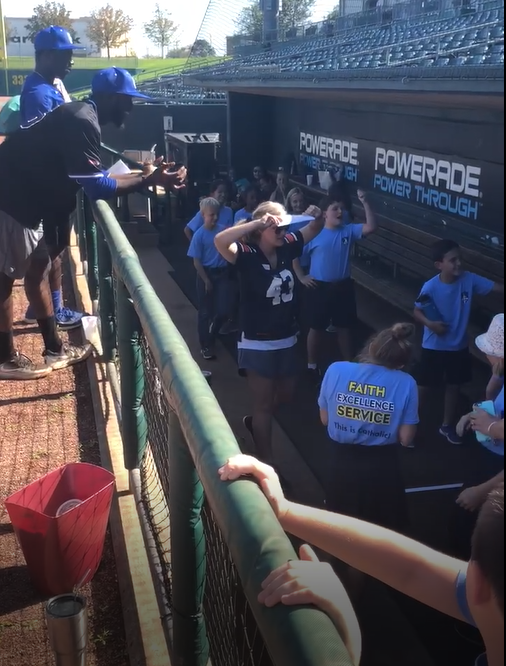 POWERADE
POWER THROUGH
POWERADE
POWER THROUGH
43
FAITH
EXCELLENCE
SERVICE
This is Catholic!